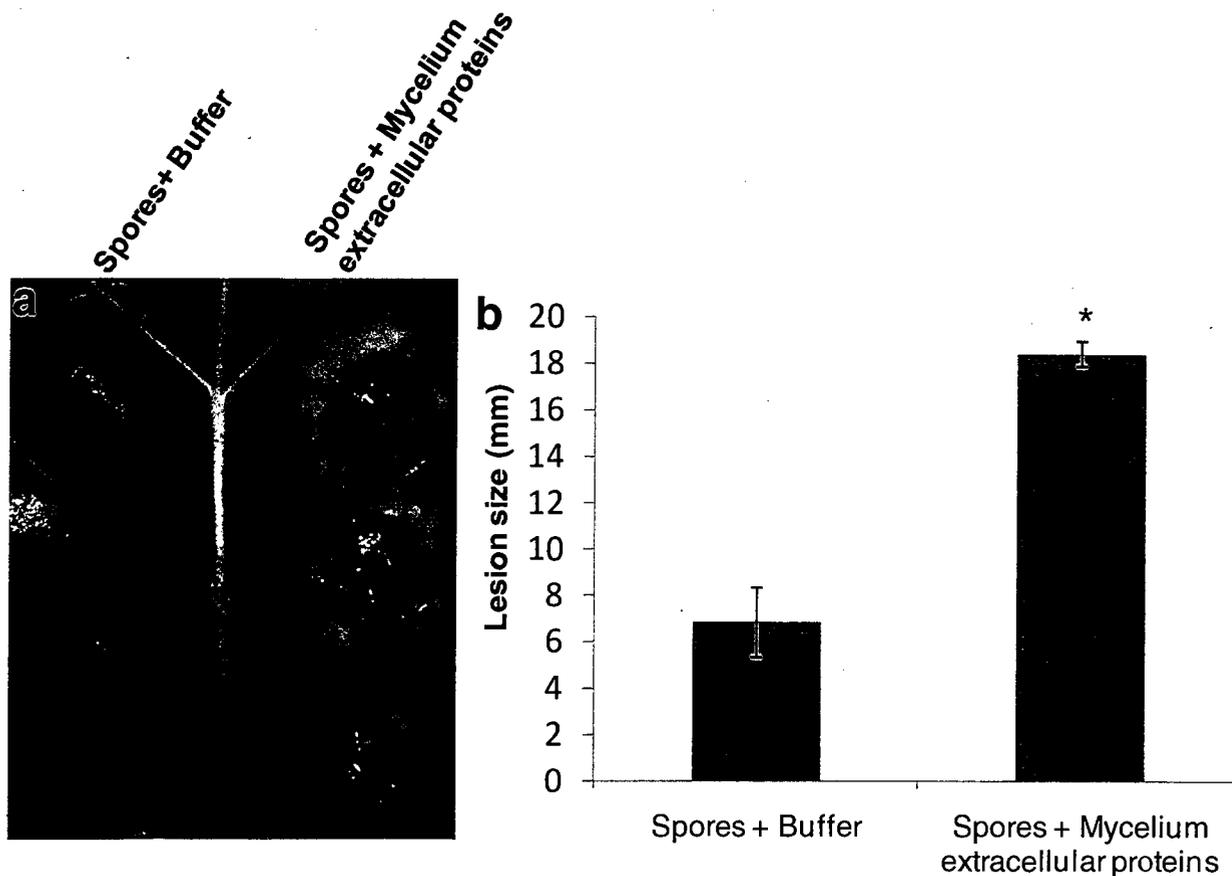 Spores+ Buffer
Spores + Mycelium
extracellular proteins
a
b
Lesion size (mm)
20
18
16
14
12
10
8
6
4
2
0
*
Spores + Buffer
Spores + Mycelium
extracellular proteins